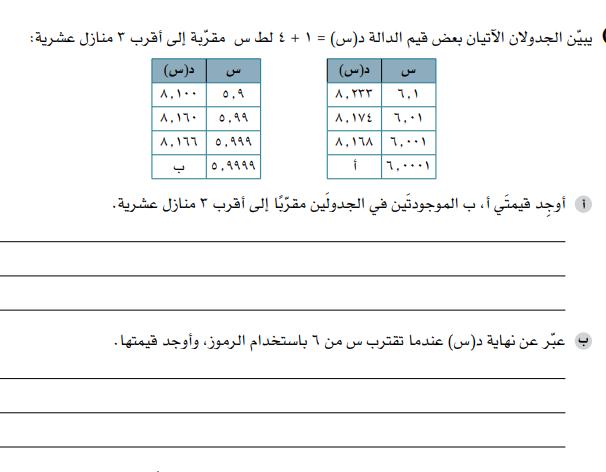 يبيّن الجدولان الآتيان بعض قيم الدالة د(س) = ١ + ٤ لط س مقرّبة إلى أقرب ٣ منازل عشرية:
س د(س)
٦,١ ٨,٢٣٣
٦,٠١ ٨,١٧٤
٦,٠٠١ ٨,١٦٨
٦,٠٠٠١ أ
س د(س)
٥,٩ ٨,١٠٠
٥,٩٩ ٨,١٦٠
٥,٩٩٩ ٨,١٦٦
٥,٩٩٩٩ ب
أ أوجِد قيمتَي أ، ب الموجودتَين في الجدولَين مقرّبًا إلى أقرب ٣ منازل عشرية.
ب عبّر عن نهاية د(س) عندما تقترب س من ٦ باستخدام الرموز، وأوجد قيمتها.